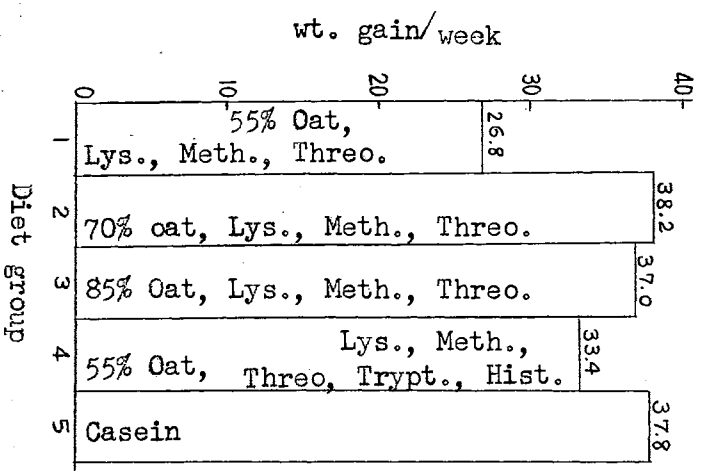 wt. gain/week
0 10 20 30 40
1
55% Oat,
Lys., Meth., Threo.
26.8
2
70% oat, Lys., Meth., Threo.
38.2
3
85% Oat, Lys., Meth., Threo.
37.0
4
Lys., Meth.,
55% Oat, Threo, Trypt., Hist.
33.4
5
Casein
37.8
Diet group